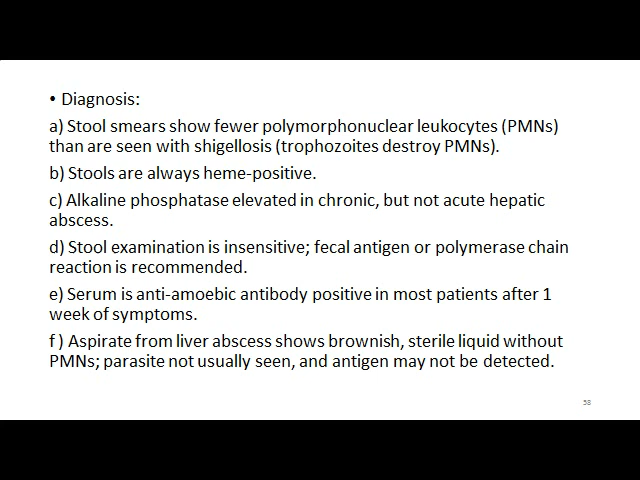 • Diagnosis:
a) Stool smears show fewer polymorphonuclear leukocytes (PMNs)
than are seen with shigellosis (trophozoites destroy PMNs).
b) Stools are always heme-positive.
c) Alkaline phosphatase elevated in chronic, but not acute hepatic
abscess.
d) Stool examination is insensitive; fecal antigen or polymerase chain
reaction is recommended.
e) Serum is anti-amoebic antibody positive in most patients after 1
week of symptoms.
f ) Aspirate from liver abscess shows brownish, sterile liquid without
PMNs; parasite not usually seen, and antigen may not be detected.
58